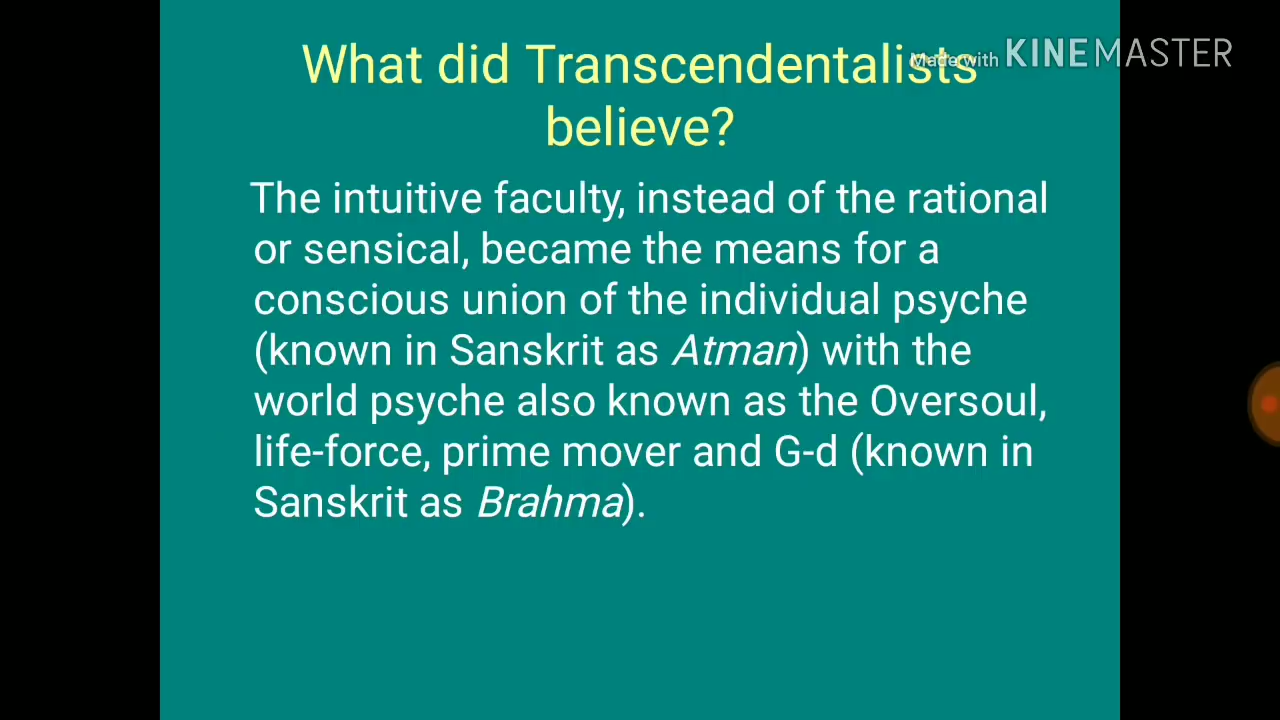 What did Transcendentalists
Made with KINEMASTER
believe?
The intuitive faculty, instead of the rational
or sensical, became the means for a
conscious union of the individual psyche
(known in Sanskrit as Atman) with the
world psyche also known as the Oversoul,
life-force, prime mover and G-d (known in
Sanskrit as Brahma).